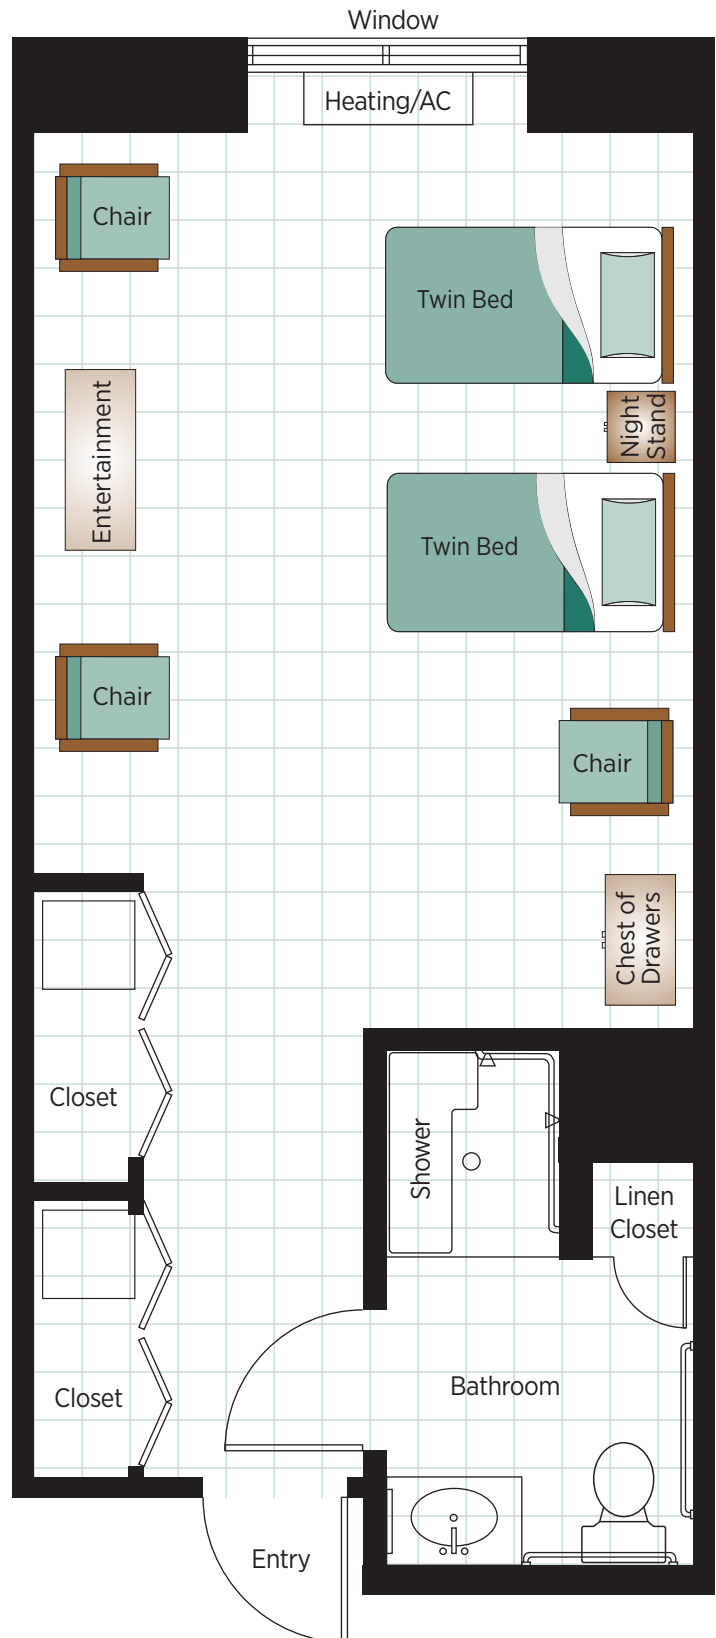 Window
Heating/AC
Chair
Twin Bed
Entertainment
Night
Stand
Twin Bed
Chair
Chair
Chest of
Drawers
Closet
Shower
Linen
Closet
Closet
Bathroom
Entry